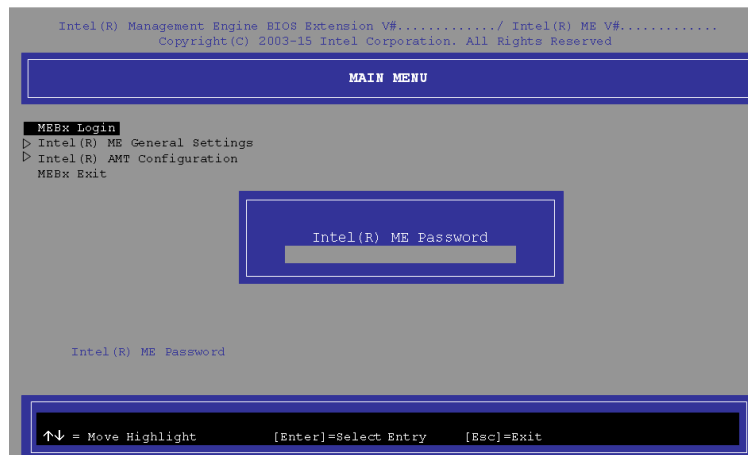 Intel(R) Management Engine BIOS Extension V#............./ Intel(R) ME V#.............
Copyright(C) 2003-15 Intel Corporation. All Rights Reserved
MAIN MENU
MEBx Login
▷ Intel(R) ME General Settings
▷ Intel(R) AMT Configuration
MEBx Exit
Intel(R) ME Password
Intel(R) ME Password
↑↓ = Move Highlight [Enter]=Select Entry [Esc]=Exit